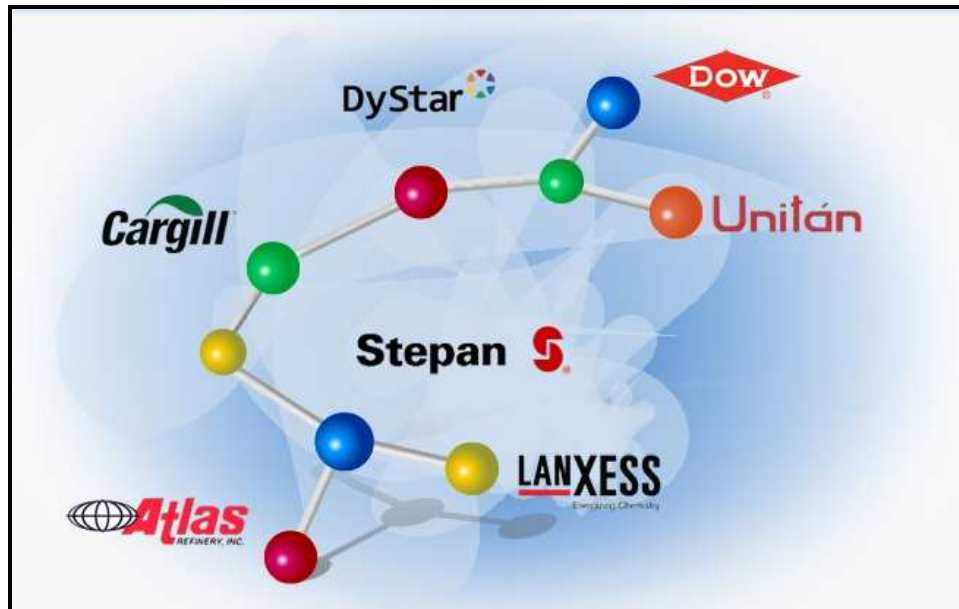 DOW
®
DyStar
Cargill
Unitán
Stepan
®
LANXESS
Energizing Chemistry
Atlas
REFINERY, INC.